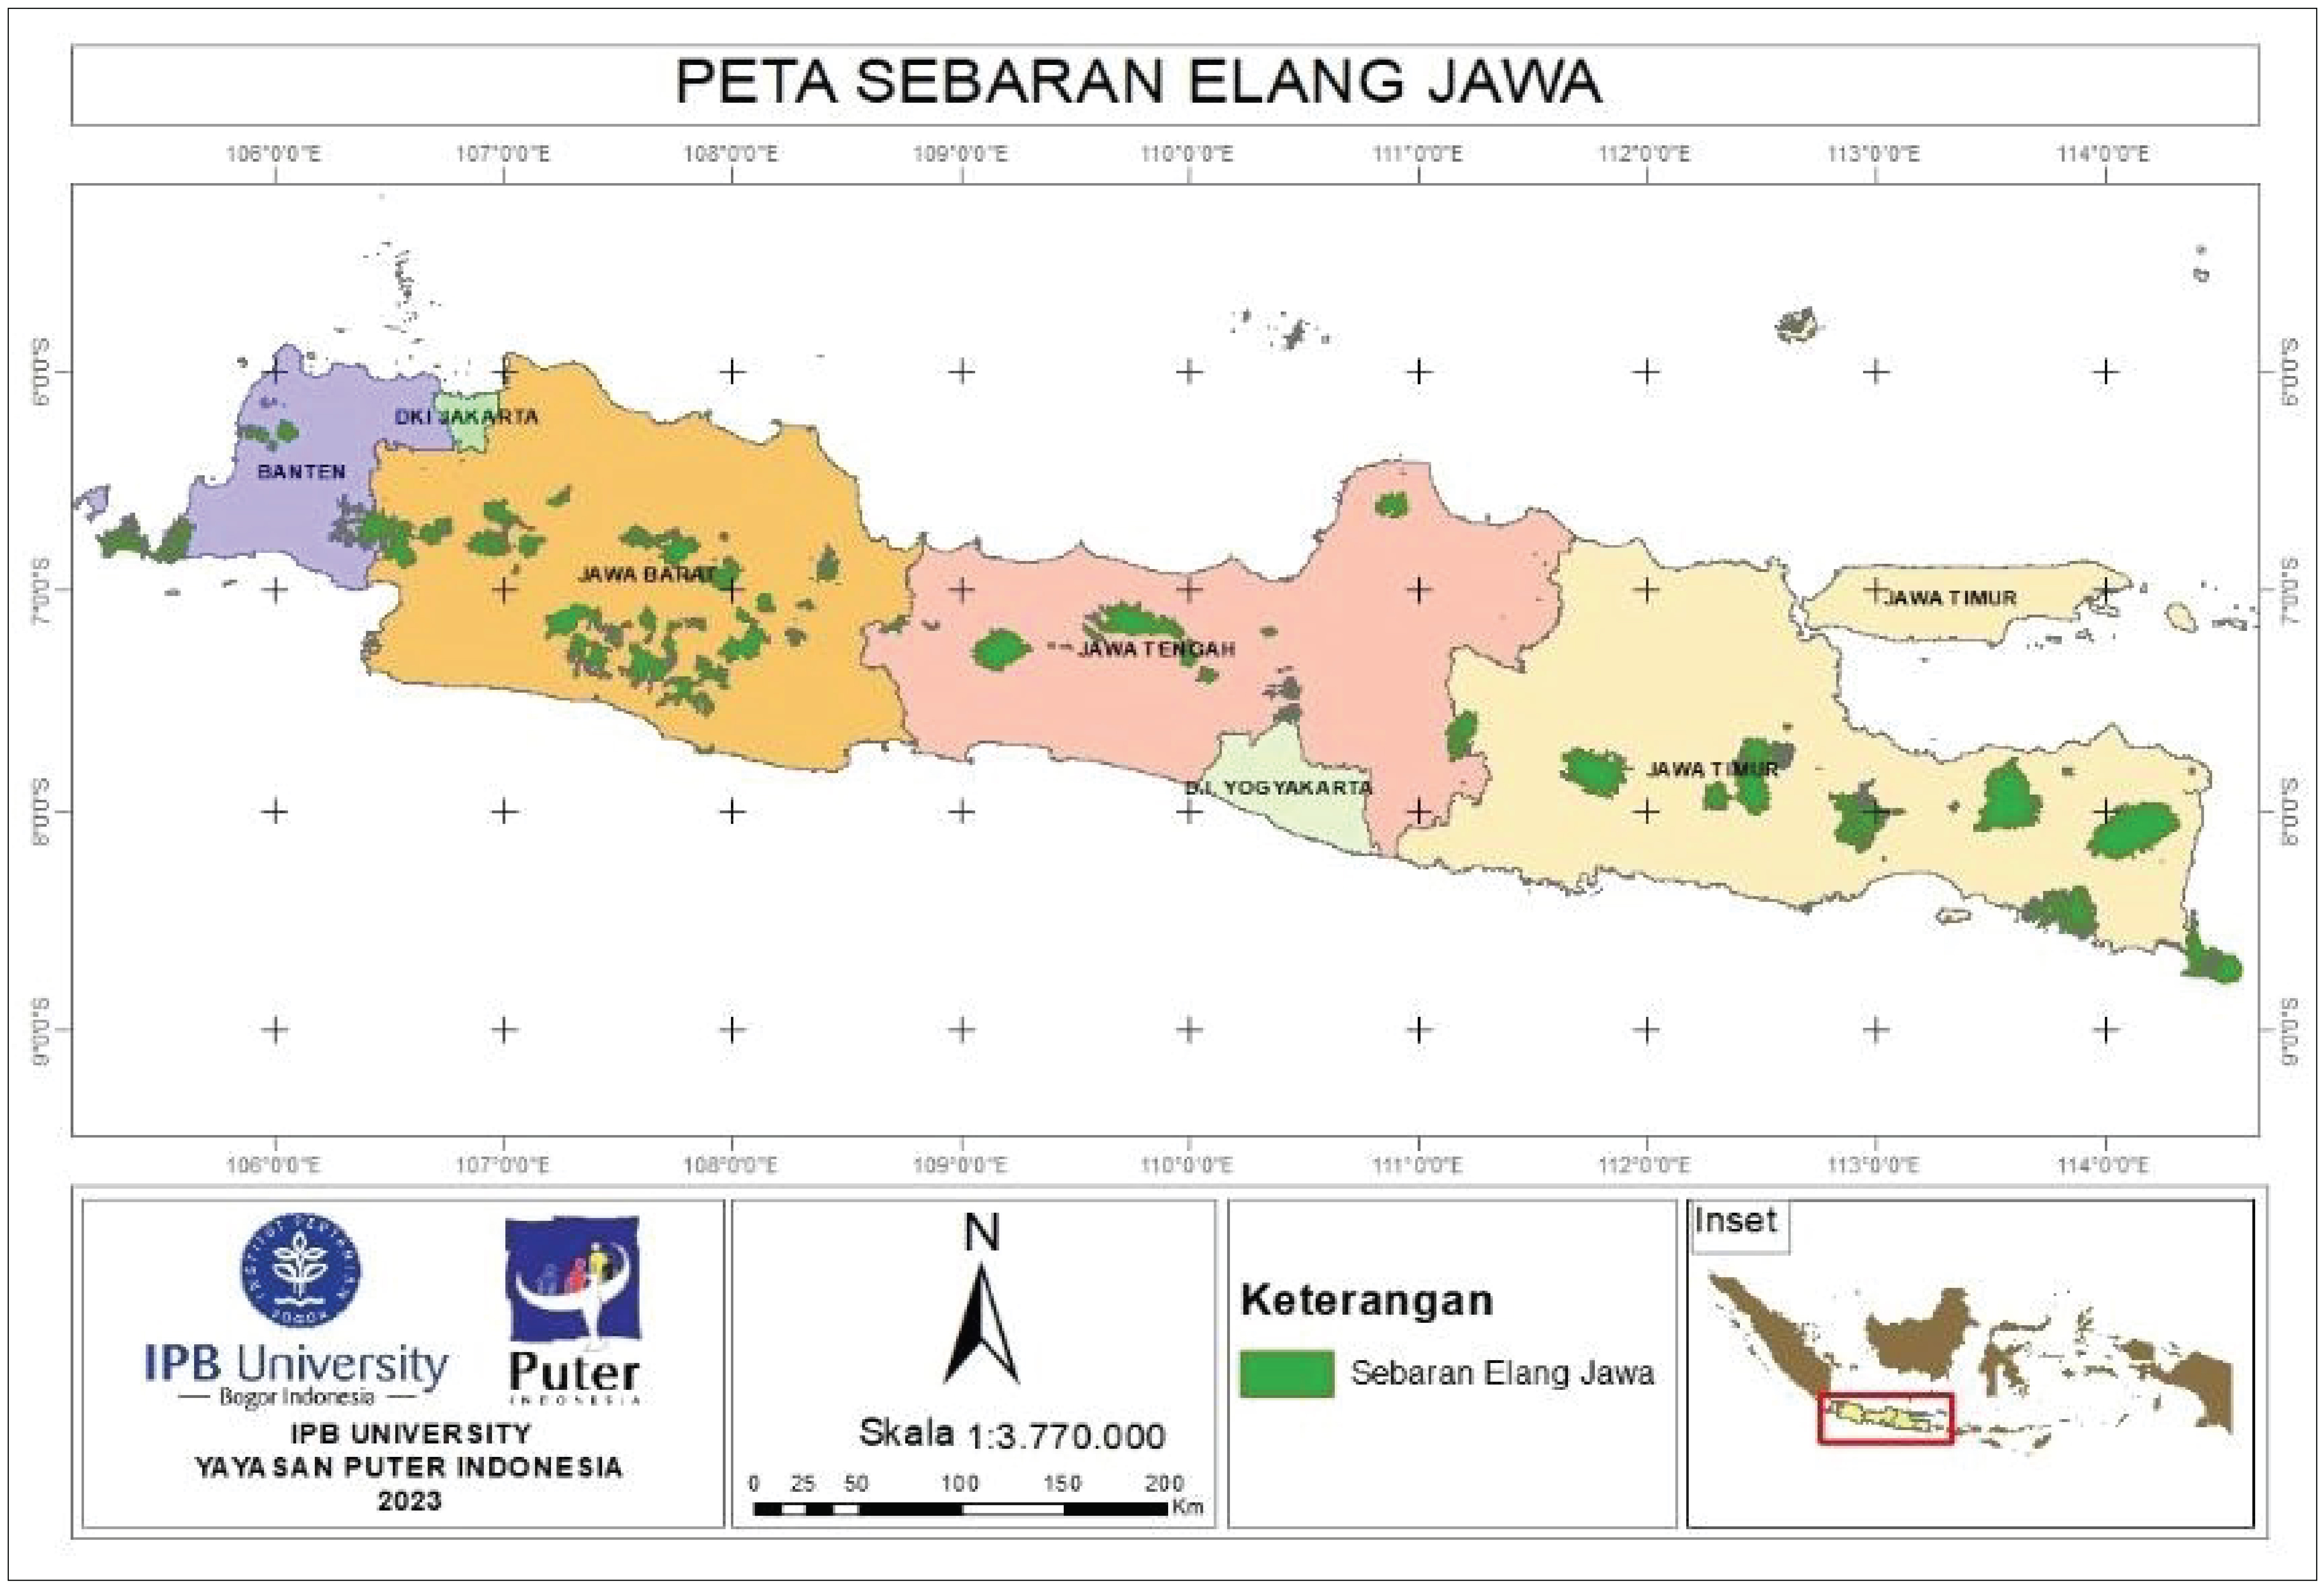 PETA SEBARAN ELANG JAWA
106°0'0"E 107°0'0"E 108°0'0"E 109°0'0"E 110°0'0"E 111°0'0"E 112°0'0"E 113°0'0"E 114°0'0"E
6°0'0"S 6°0'0"S
DKI JAKARTA
BANTEN
JAWA BARAT
7°0'0"S 7°0'0"S
JAWA TIMUR
JAWA TENGAH
JAWA TIMUR
D.I. YOGYAKARTA
8°0'0"S 8°0'0"S
9°0'0"S 9°0'0"S
106°0'0"E 107°0'0"E 108°0'0"E 109°0'0"E 110°0'0"E 111°0'0"E 112°0'0"E 113°0'0"E 114°0'0"E
INSTITUT PERTANIAN BOGOR
IPB University
Bogor Indonesia
Puter
INDONESIA
IPB UNIVERSITY
YAYASAN PUTER INDONESIA
2023
N
Skala 1:3.770.000
0 25 50 100 150 200
Km
Keterangan
Sebaran Elang Jawa
Inset